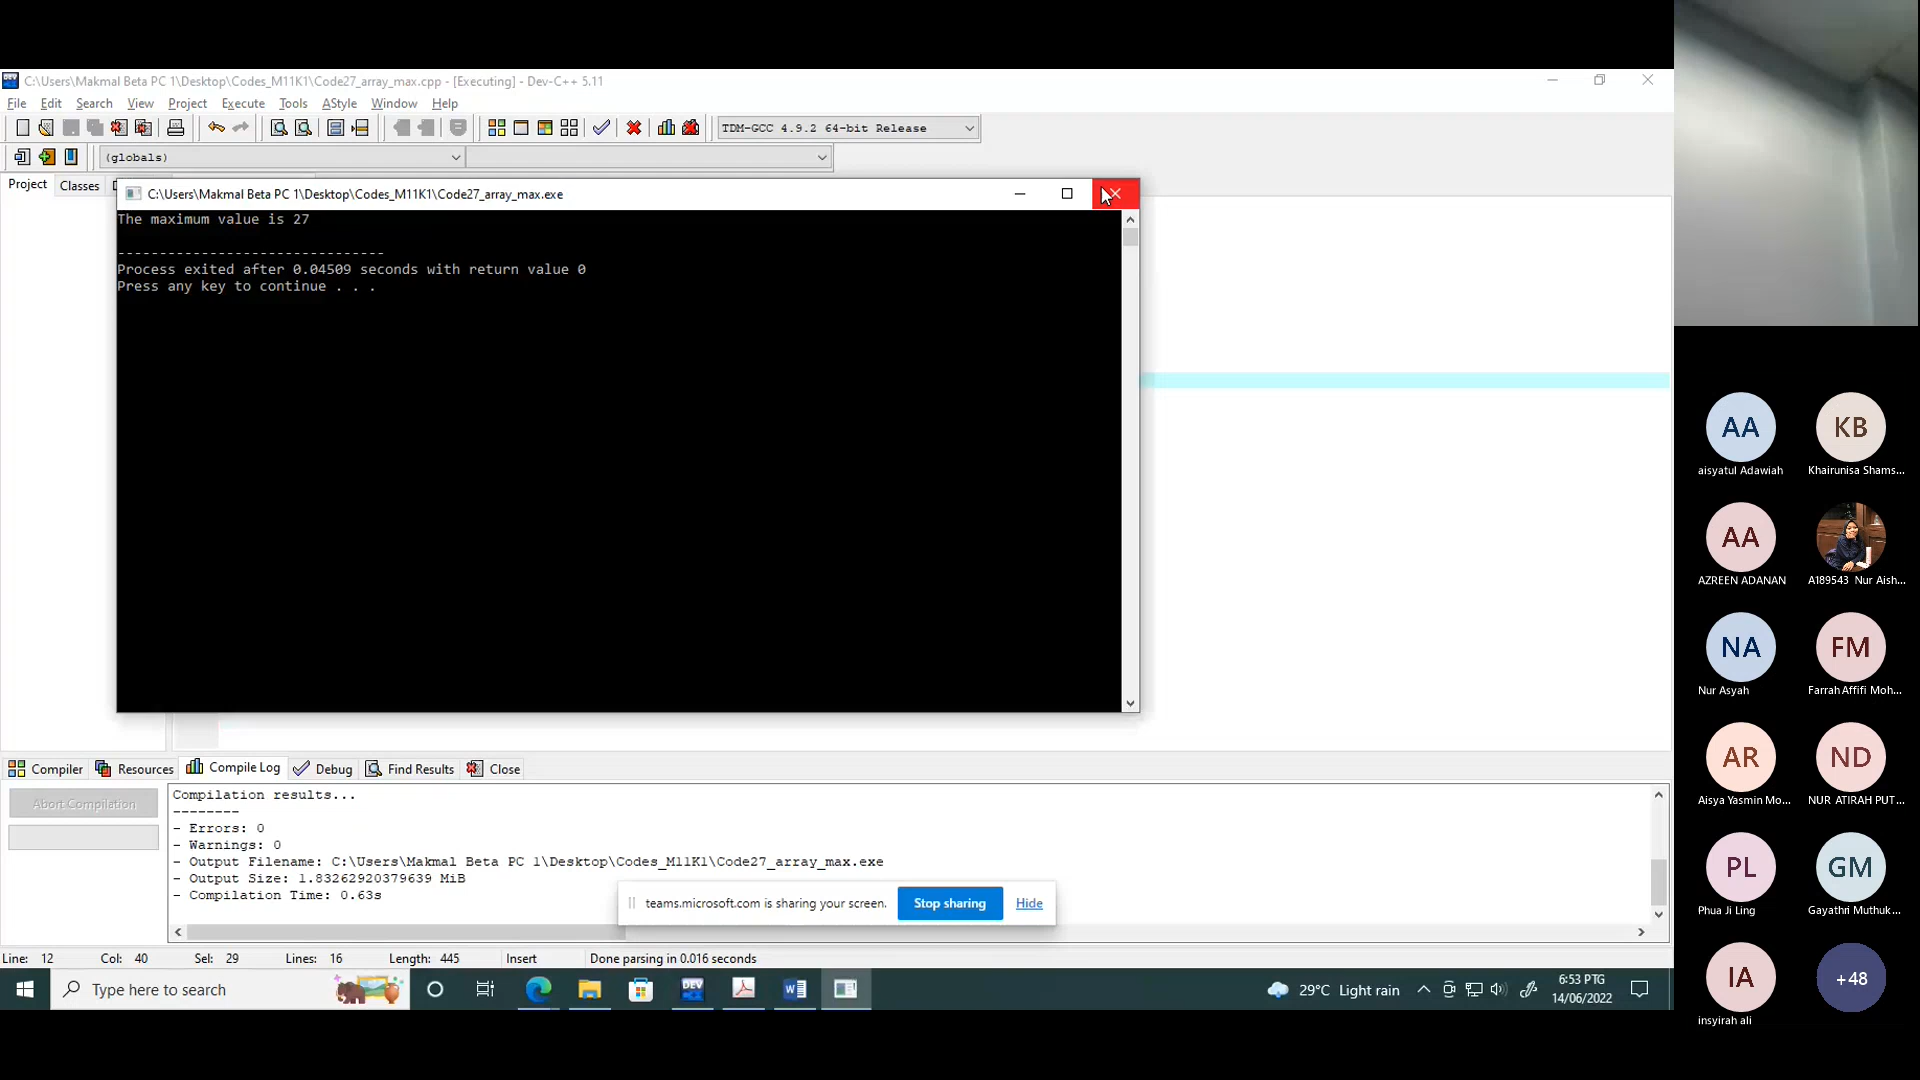 C:\Users\Makmal Beta PC 1\Desktop\Codes_M11K1\Code27_array_max.cpp - [Executing] - Dev-C++ 5.11
File Edit Search View Project Execute Tools AStyle Window Help
TDM-GCC 4.9.2 64-bit Release
(globals)
Project Classes
C:\Users\Makmal Beta PC 1\Desktop\Codes_M11K1\Code27_array_max.exe
The maximum value is 27
--------------------------------
Process exited after 0.04509 seconds with return value 0
Press any key to continue . . .
Compiler Resources Compile Log Debug Find Results Close
Abort Compilation
Compilation results...
--------
- Errors: 0
- Warnings: 0
- Output Filename: C:\Users\Makmal Beta PC 1\Desktop\Codes_M11K1\Code27_array_max.exe
- Output Size: 1.83262920379639 MiB
- Compilation Time: 0.63s
teams.microsoft.com is sharing your screen. Stop sharing Hide
Line: 12 Col: 40 Sel: 29 Lines: 16 Length: 445 Insert Done parsing in 0.016 seconds
DEV
Type here to search
29°C Light rain
6:53 PTG
14/06/2022
AA KB
aisyatul Adawiah Khairunisa Shams...
AA
AZREEN ADANAN A189543 Nur Aish...
NA FM
Nur Asyah Farrah Affifi Moh...
AR ND
Aisya Yasmin Mo... NUR ATIRAH PUT...
PL GM
Phua Ji Ling Gayathri Muthuk...
IA +48
insyirah ali